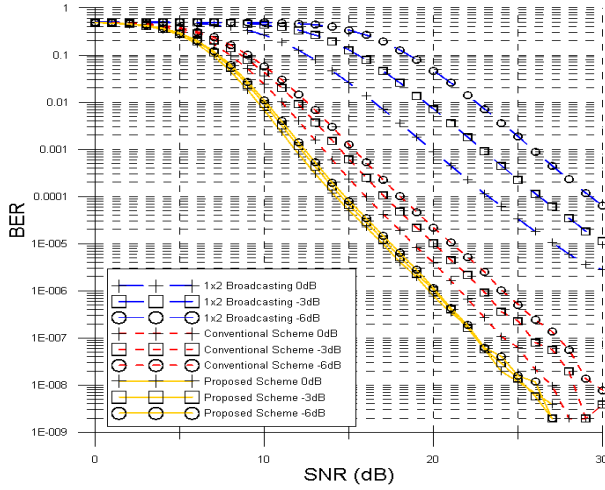 1
0.1
0.01
0.001
0.0001
1E-005
1E-006
1E-007
1E-008
1E-009
BER
1x2 Broadcasting 0dB
1x2 Broadcasting -3dB
1x2 Broadcasting -6dB
Conventional Scheme 0dB
Conventional Scheme -3dB
Conventional Scheme -6dB
Proposed Scheme 0dB
Proposed Scheme -3dB
Proposed Scheme -6dB
0 10 20 30
SNR (dB)